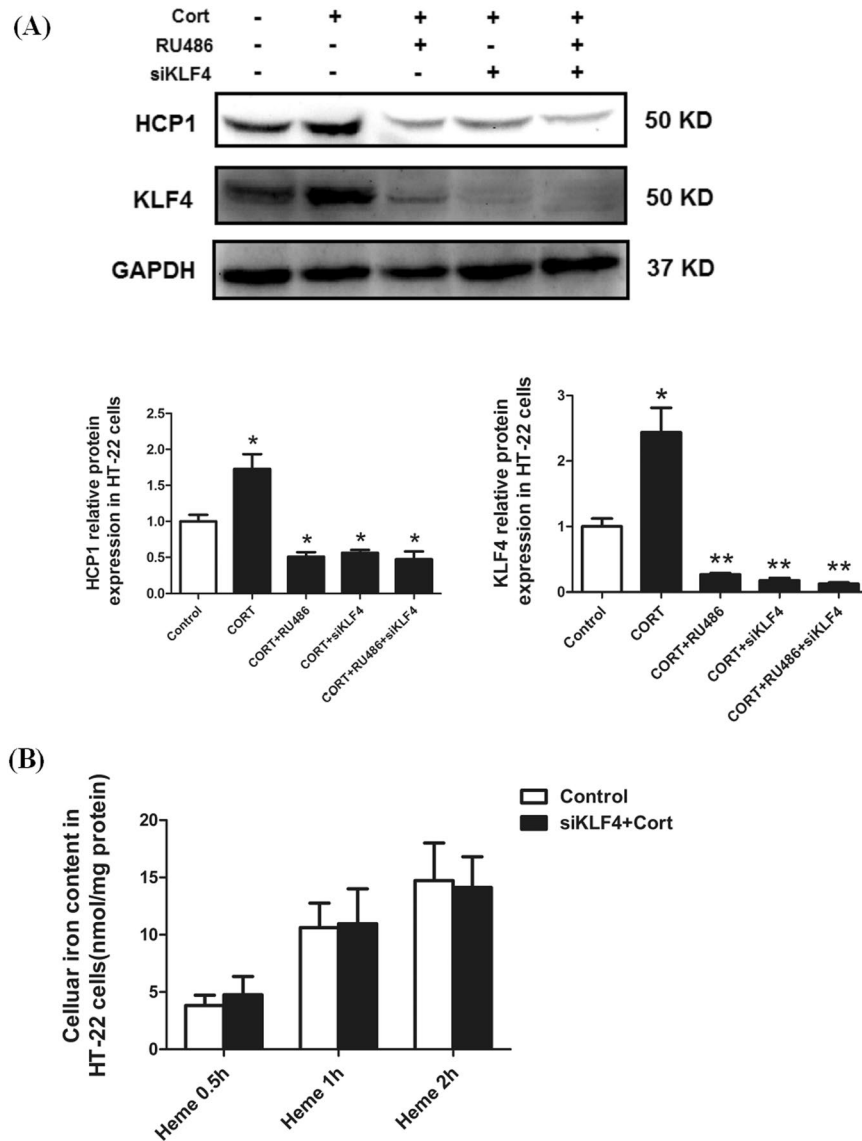 (A)
Cort - + + + +
RU486 - - + - +
siKLF4 - - - + +
HCP1 50 KD
KLF4 50 KD
GAPDH 37 KD
HCP1 relative protein
expression in HT-22 cells
2.5
2.0
1.5
1.0
0.5
0.0
*
*
*
*
Control
CORT
CORT+RU486
CORT+siKLF4
CORT+RU486+siKLF4
KLF4 relative protein
expression in HT-22 cells
3
2
1
0
*
**
**
**
Control
CORT
CORT+RU486
CORT+siKLF4
CORT+RU486+siKLF4
(B)
Celluar iron content in
HT-22 cells(nmol/mg protein)
20
15
10
5
0
Heme 0.5h
Heme 1h
Heme 2h
Control
siKLF4+Cort